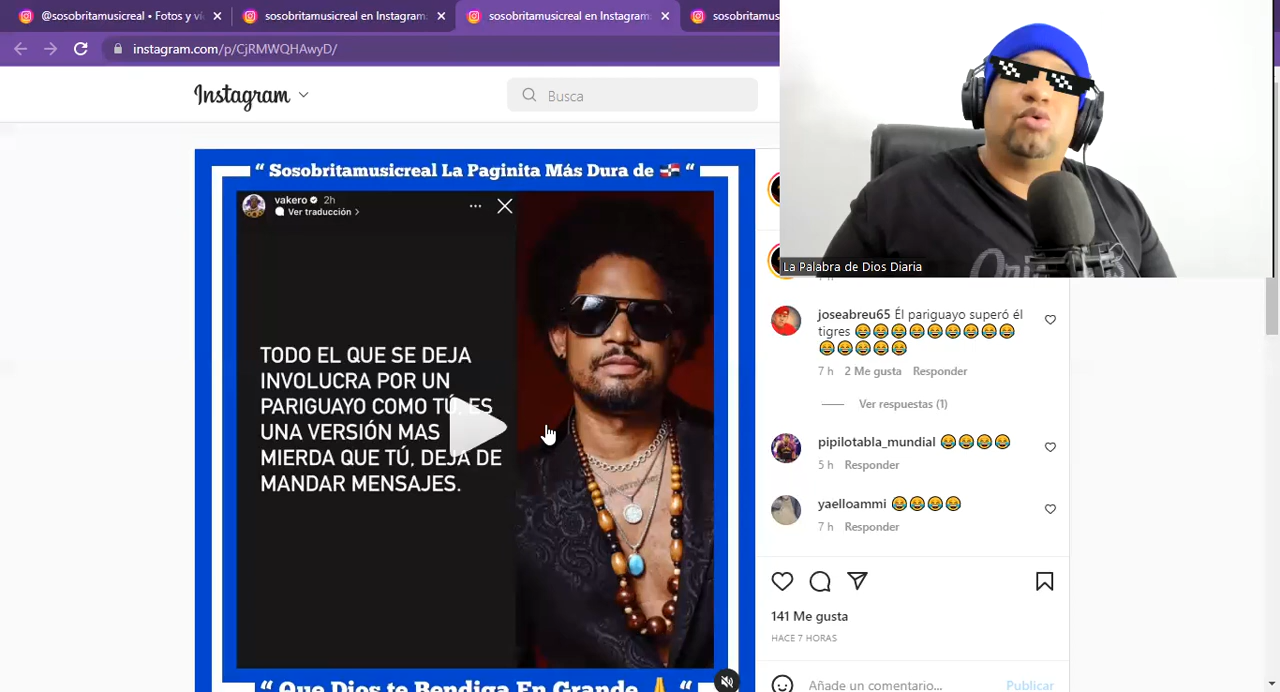 @sosobritamusicreal • Fotos y ví
sosobritamusicreal en Instagram:
sosobritamusicreal en Instagram:
sosobritamus
instagram.com/p/CjRMWQHAwyD/
Instagram
Busca
“ Sosobritamusicreal La Paginita Más Dura de 🇩🇴 “
vakero 2h
Ver traducción >
TODO EL QUE SE DEJA
INVOLUCRA POR UN
PARIGUAYO COMO TÚ, ES
UNA VERSIÓN MAS
MIERDA QUE TÚ, DEJA DE
MANDAR MENSAJES.
“ Que Dios te Bendiga En Grande 🙏 “
La Palabra de Dios Diaria
joseabreu65 Él pariguayo superó él
tigres 😂😂😂😂😂😂😂😂😂
😂😂😂😂😂
7 h 2 Me gusta Responder
Ver respuestas (1)
pipilotabla_mundial 😂😂😂😂
5 h Responder
yaelloammi 😂😂😂😂
7 h Responder
141 Me gusta
HACE 7 HORAS
Añade un comentario...
Publicar